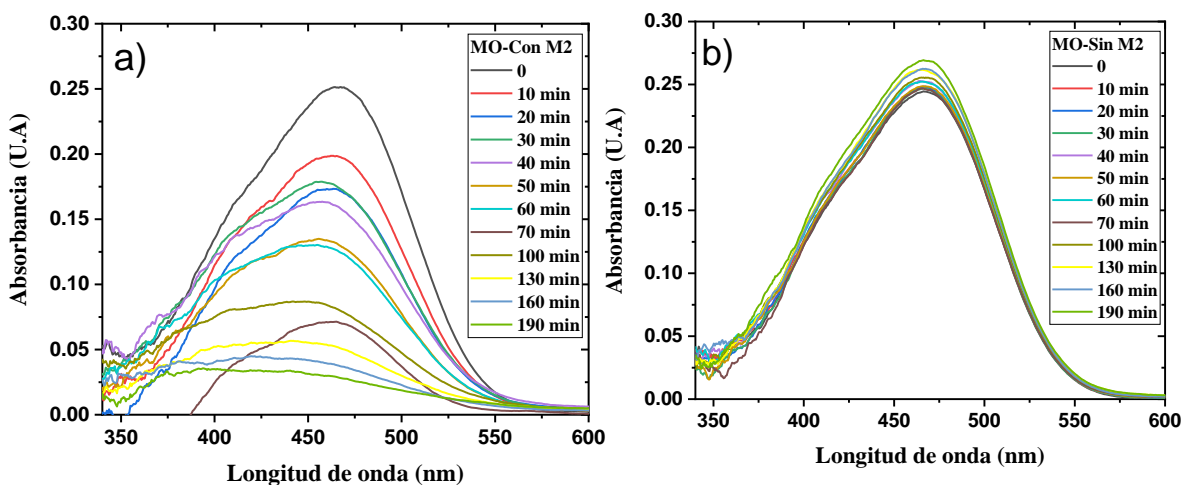 a)
Absorbancia (U.A)
0.30
0.25
0.20
0.15
0.10
0.05
0.00
350
400
450
500
550
600
Longitud de onda (nm)
MO-Con M2
0
10 min
20 min
30 min
40 min
50 min
60 min
70 min
100 min
130 min
160 min
190 min
b)
Absorbancia (U.A)
0.30
0.25
0.20
0.15
0.10
0.05
0.00
350
400
450
500
550
600
Longitud de onda (nm)
MO-Sin M2
0
10 min
20 min
30 min
40 min
50 min
60 min
70 min
100 min
130 min
160 min
190 min